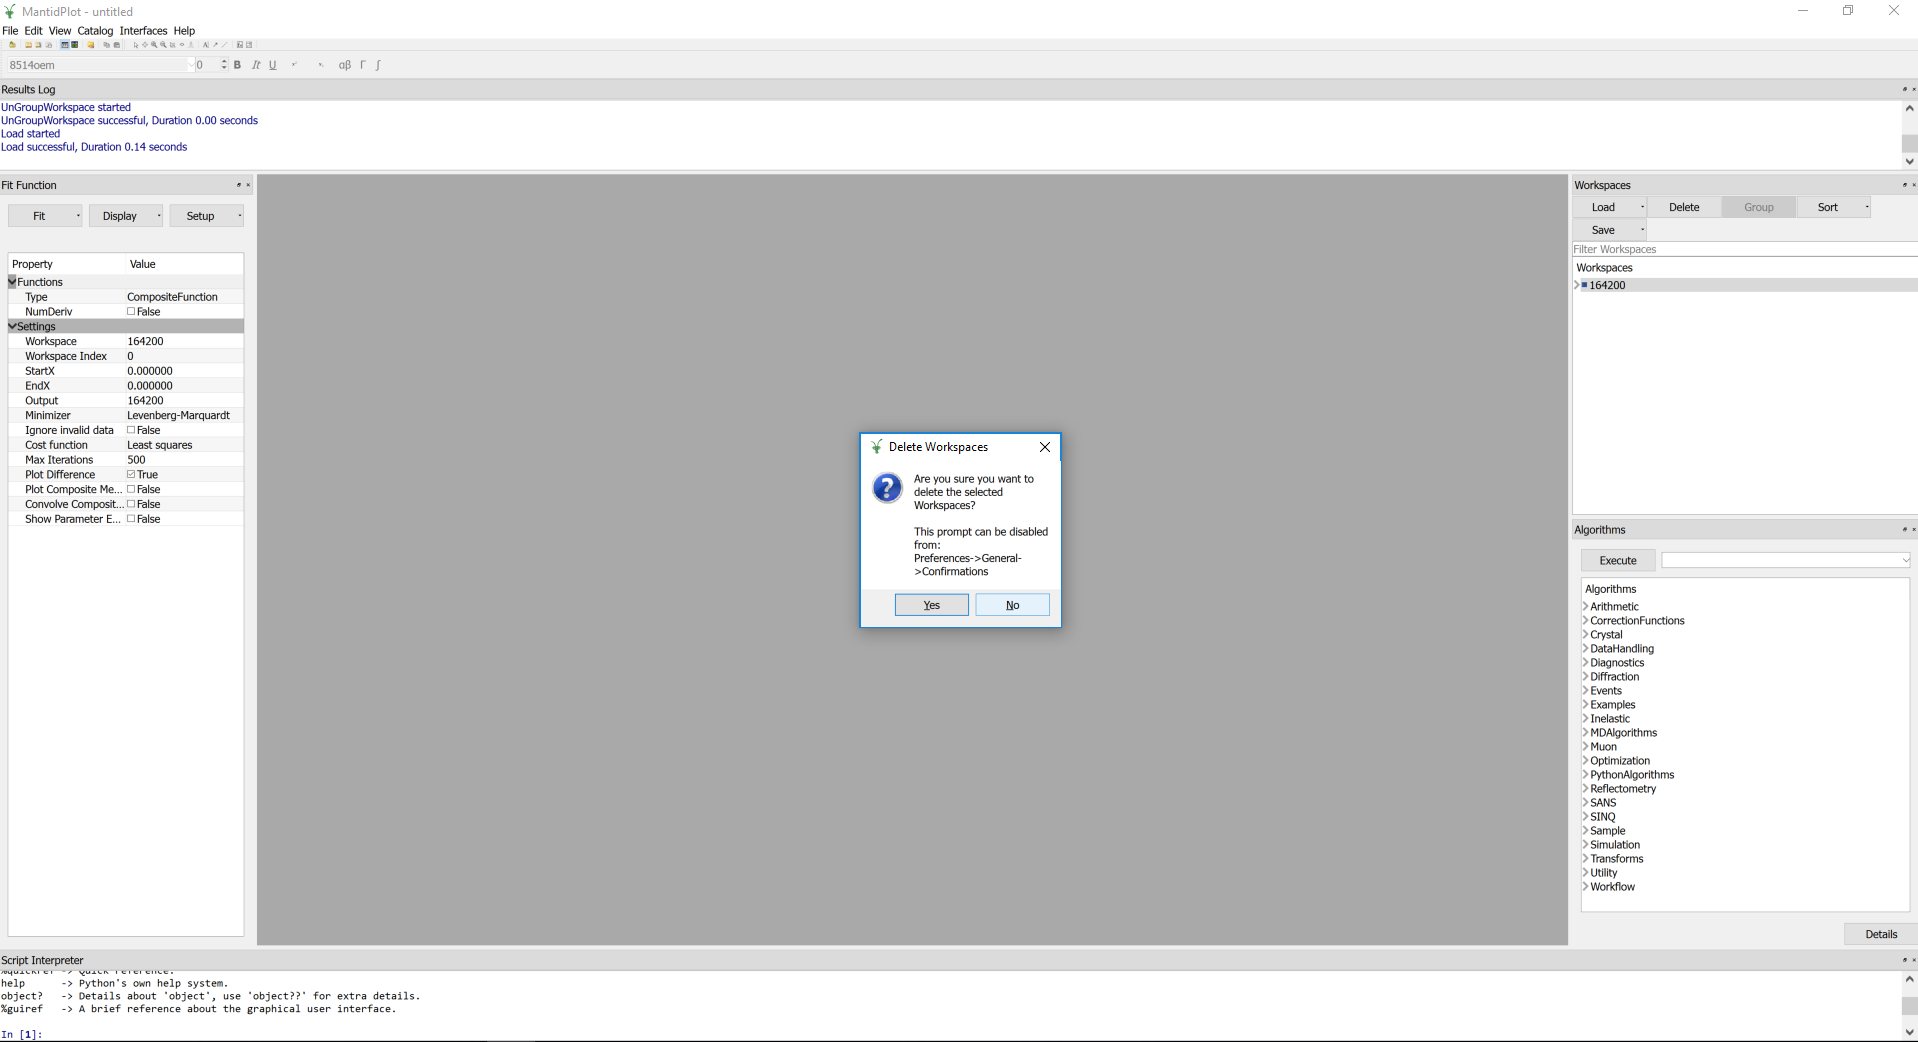 MantidPlot - untitled
File Edit View Catalog Interfaces Help
8514oem 0 B It U αβ Γ ∫
Results Log
UnGroupWorkspace started
UnGroupWorkspace successful, Duration 0.00 seconds
Load started
Load successful, Duration 0.14 seconds
Fit Function
Fit Display Setup
Property Value
Functions
Type CompositeFunction
NumDeriv False
Settings
Workspace 164200
Workspace Index 0
StartX 0.000000
EndX 0.000000
Output 164200
Minimizer Levenberg-Marquardt
Ignore invalid data False
Cost function Least squares
Max Iterations 500
Plot Difference True
Plot Composite Me... False
Convolve Composit... False
Show Parameter E... False
Delete Workspaces
Are you sure you want to
delete the selected
Workspaces?
This prompt can be disabled
from:
Preferences->General-
>Confirmations
Yes No
Workspaces
Load Delete Group Sort
Save
Filter Workspaces
Workspaces
164200
Algorithms
Execute
Algorithms
Arithmetic
CorrectionFunctions
Crystal
DataHandling
Diagnostics
Diffraction
Events
Examples
Inelastic
MDAlgorithms
Muon
Optimization
PythonAlgorithms
Reflectometry
SANS
SINQ
Sample
Simulation
Transforms
Utility
Workflow
Details
Script Interpreter
%quickref -> Quick reference.
help -> Python's own help system.
object? -> Details about 'object', use 'object??' for extra details.
%guiref -> A brief reference about the graphical user interface.
In [1]: